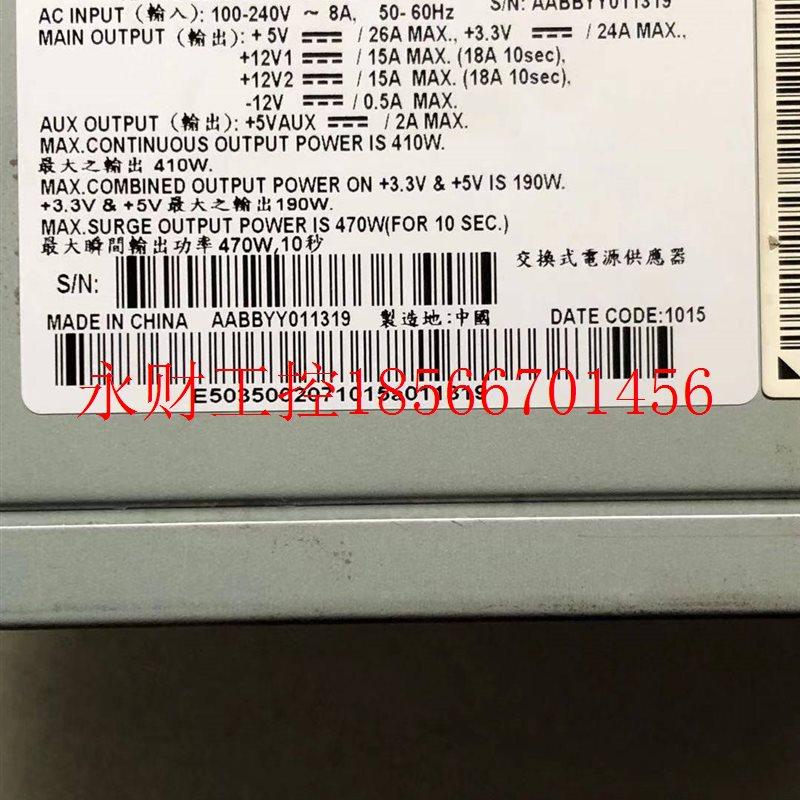 S/N: AABBYY011319
AC INPUT (輸入): 100-240V ~ 8A, 50-60Hz
MAIN OUTPUT (輸出): +5V / 26A MAX., +3.3V / 24A MAX.,
+12V1 / 15A MAX. (18A 10sec),
+12V2 / 15A MAX. (18A 10sec),
-12V / 0.5A MAX.
AUX OUTPUT (輸出): +5VAUX / 2A MAX.
MAX.CONTINUOUS OUTPUT POWER IS 410W.
最大之輸出 410W.
MAX.COMBINED OUTPUT POWER ON +3.3V & +5V IS 190W.
+3.3V & +5V 最大之輸出190W.
MAX.SURGE OUTPUT POWER IS 470W(FOR 10 SEC.)
最大瞬間輸出功率 470W,10秒
交換式電源供應器
S/N:
MADE IN CHINA AABBYY011319 製造地:中國 DATE CODE:1015
永财工控18566701456